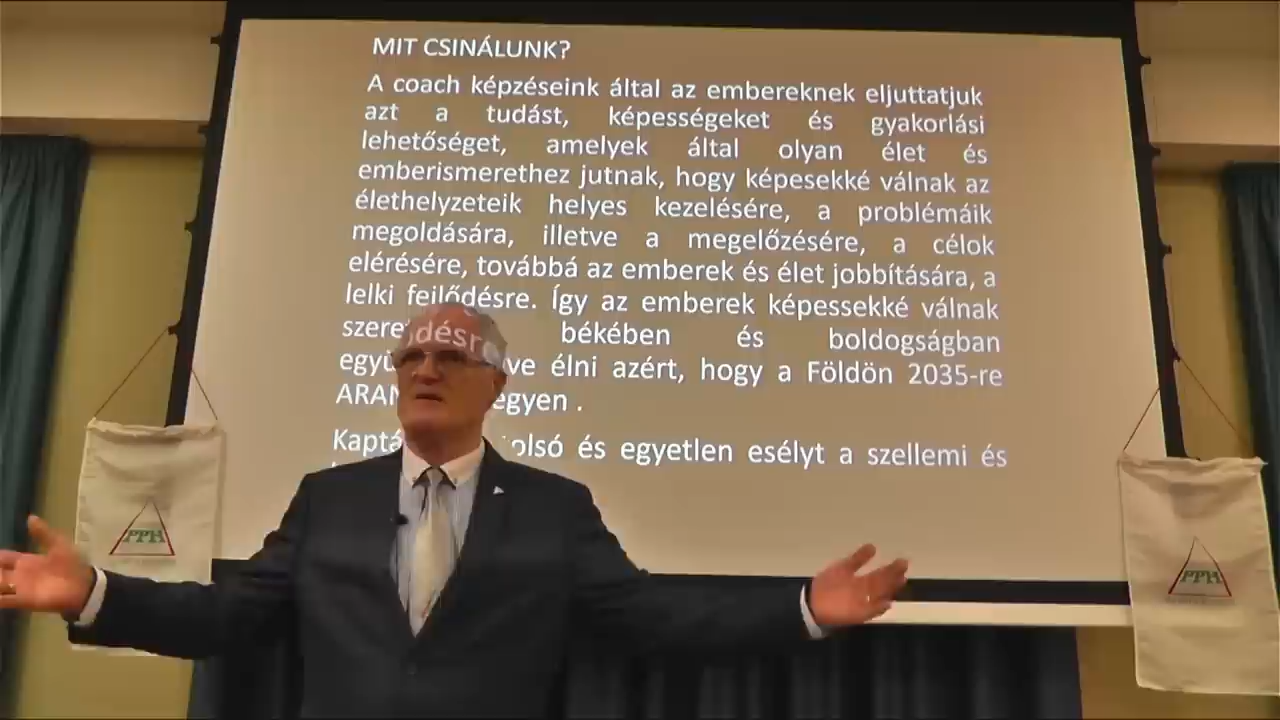 MIT CSINÁLUNK?
A coach képzéseink által az embereknek eljuttatjuk
azt a tudást, képességeket és gyakorlási
lehetőséget, amelyek által olyan élet és
emberismerethez jutnak, hogy képesekké válnak az
élethelyzeteik helyes kezelésére, a problémáik
megoldására, illetve a megelőzésére, a célok
elérésére, továbbá az emberek és élet jobbítására, a
lelki fejlődésre. Így az emberek képessekké válnak
békében és boldogságban
élni azért, hogy a Földön 2035-re
.
és egyetlen esélyt a szellemi és
PPH
PPH